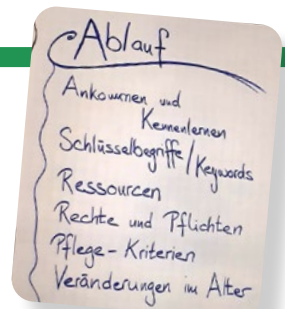 Ablauf
Ankommen und
Kennenlernen
Schlüsselbegriffe/Keywords
Ressourcen
Rechte und Pflichten
Pflege-Kriterien
Veränderungen im Alter